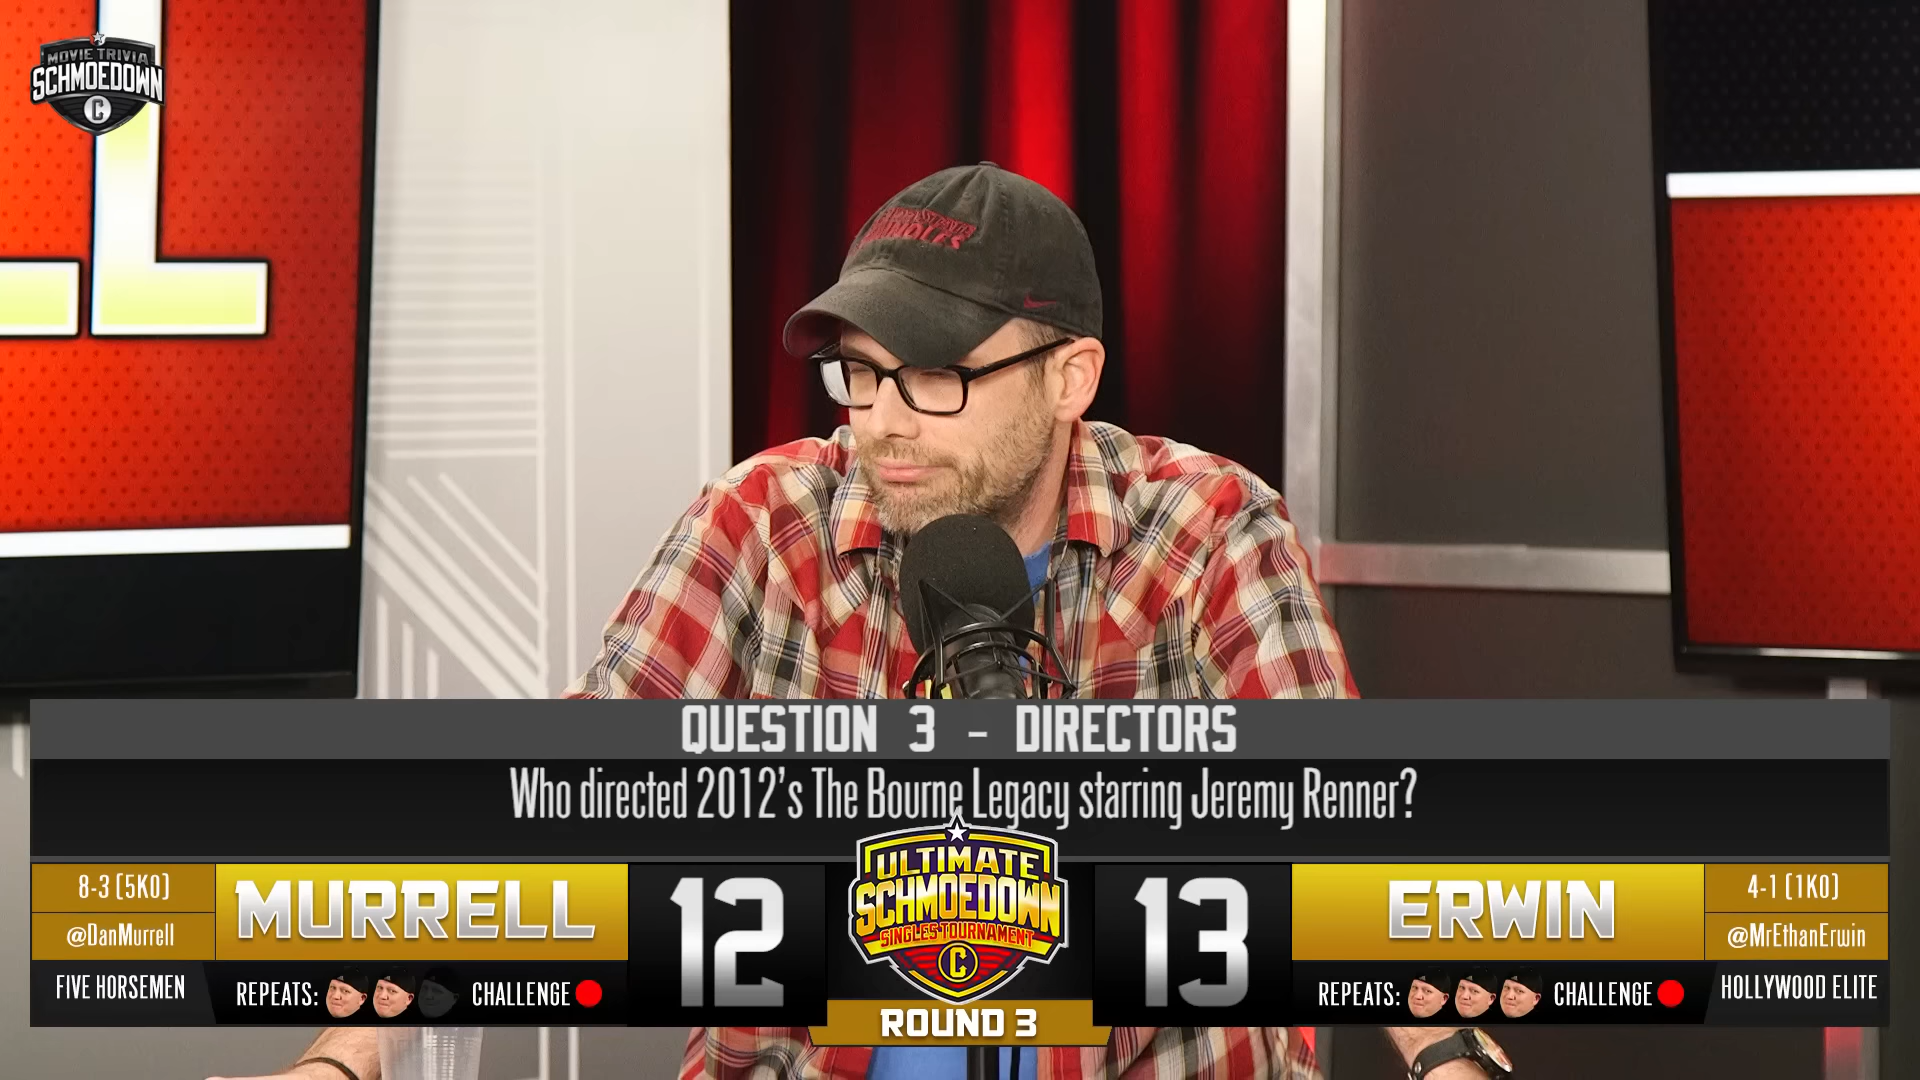 MOVIE TRIVIA
SCHMOEDOWN
C
QUESTION 3 - DIRECTORS
Who directed 2012's The Bourne Legacy starring Jeremy Renner?
8-3 (5KO)
@DanMurrell
MURRELL
12
ULTIMATE
SCHMOEDOWN
SINGLES TOURNAMENT
C
13
ERWIN
4-1 (1KO)
@MrEthanErwin
FIVE HORSEMEN
REPEATS:
CHALLENGE
ROUND 3
REPEATS:
CHALLENGE
HOLLYWOOD ELITE